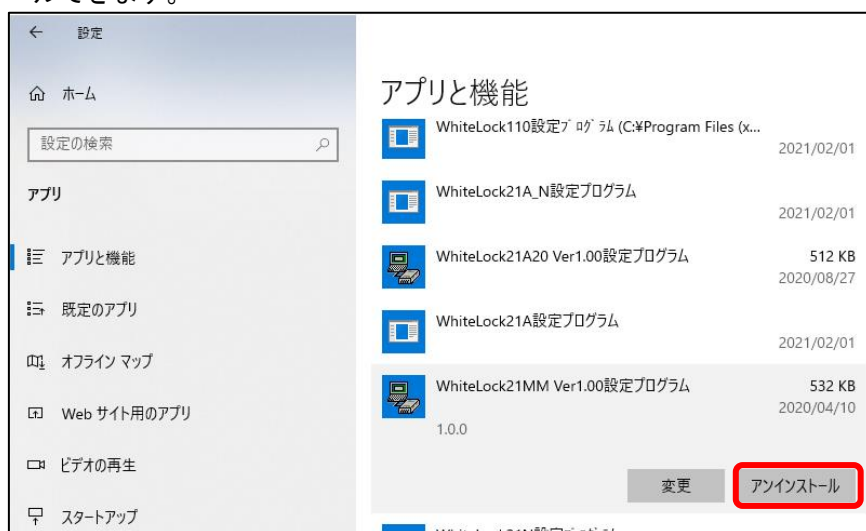 ルできます。
← 設定
ホーム
設定の検索
アプリ
アプリと機能
既定のアプリ
オフライン マップ
Web サイト用のアプリ
ビデオの再生
スタートアップ
アプリと機能
WhiteLock110設定ﾌﾟﾛｸﾞﾗﾑ (C:¥Program Files (x...
2021/02/01
WhiteLock21A_N設定プログラム
2021/02/01
WhiteLock21A20 Ver1.00設定プログラム 512 KB
2020/08/27
WhiteLock21A設定プログラム
2021/02/01
WhiteLock21MM Ver1.00設定プログラム 532 KB
2020/04/10
1.0.0
変更 アンインストール